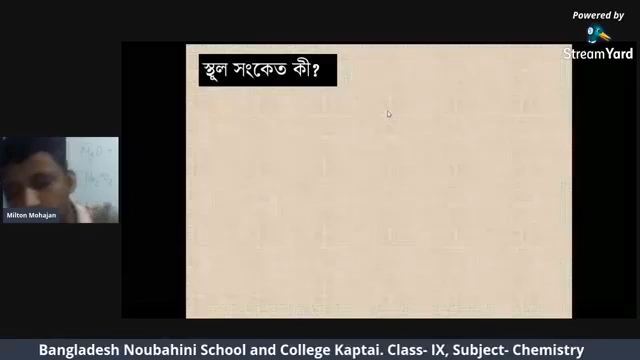 Powered by
StreamYard
স্থূল সংকেত কী?
Milton Mohajan
Bangladesh Noubahini School and College Kaptai. Class- IX, Subject- Chemistry